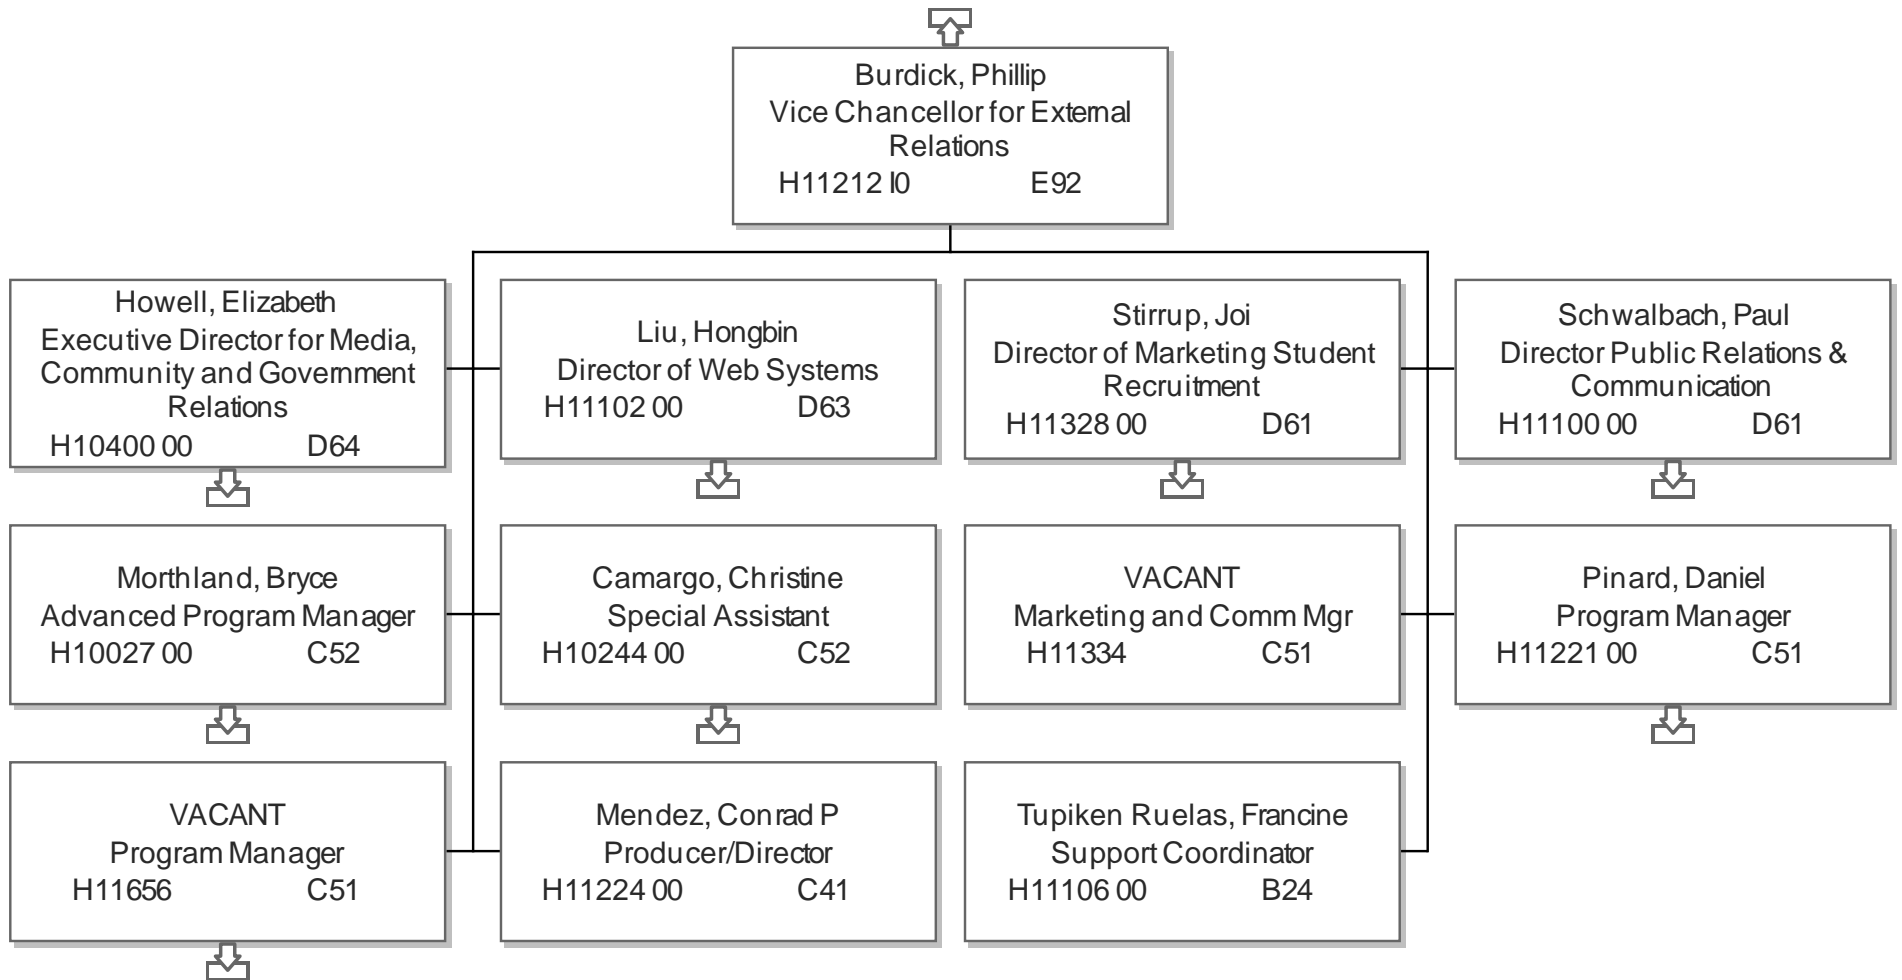 Burdick, Phillip
Vice Chancellor for External
Relations
H11212 I0 E92
Howell, Elizabeth
Executive Director for Media,
Community and Government
Relations
H10400 00 D64
Liu, Hongbin
Director of Web Systems
H11102 00 D63
Stirrup, Joi
Director of Marketing Student
Recruitment
H11328 00 D61
Schwalbach, Paul
Director Public Relations &
Communication
H11100 00 D61
Morthland, Bryce
Advanced Program Manager
H10027 00 C52
Camargo, Christine
Special Assistant
H10244 00 C52
VACANT
Marketing and Comm Mgr
H11334 C51
Pinard, Daniel
Program Manager
H11221 00 C51
VACANT
Program Manager
H11656 C51
Mendez, Conrad P
Producer/Director
H11224 00 C41
Tupiken Ruelas, Francine
Support Coordinator
H11106 00 B24